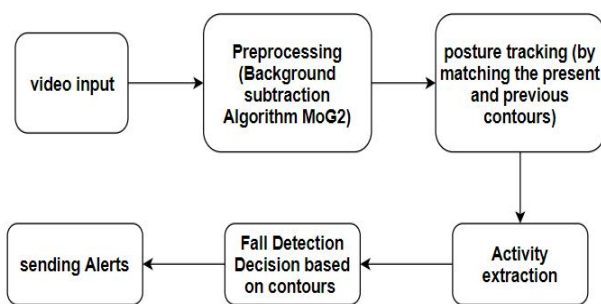 video input
Preprocessing
(Background
subtraction
Algorithm MoG2)
posture tracking (by
matching the present
and previous
contours)
Activity
extraction
Fall Detection
Decision based
on contours
sending Alerts